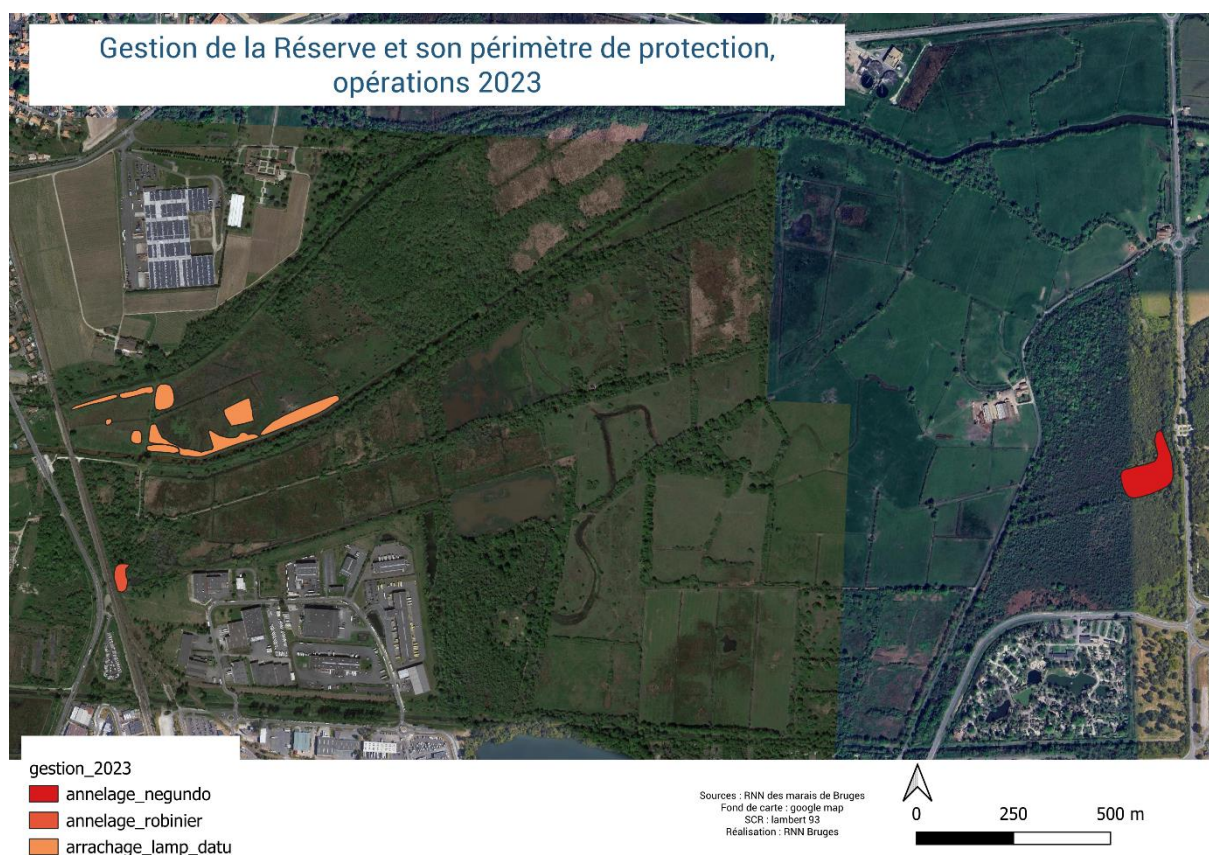 Gestion de la Réserve et son périmètre de protection,
opérations 2023
gestion_2023
annelage_negundo
annelage_robinier
arrachage_lamp_datu
Sources : RNN des marais de Bruges
Fond de carte : google map
SCR : lambert 93
Réalisation : RNN Bruges
0 250 500 m